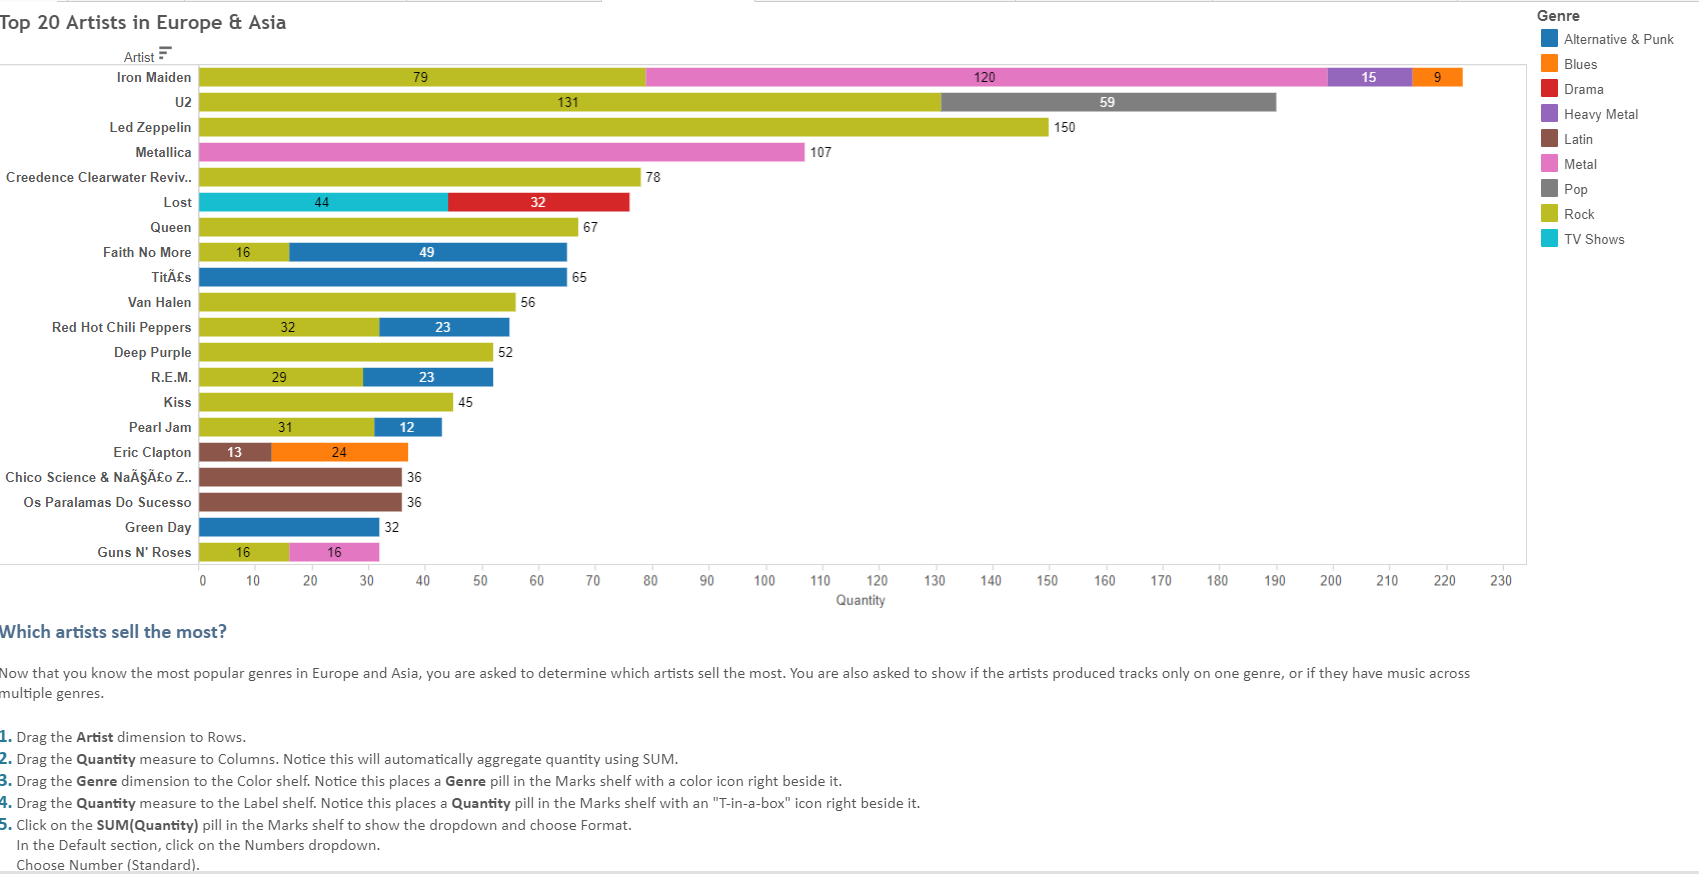 Top 20 Artists in Europe & Asia
Artist
Iron Maiden 79 120 15 9
U2 131 59
Led Zeppelin 150
Metallica 107
Creedence Clearwater Reviv.. 78
Lost 44 32
Queen 67
Faith No More 16 49
TitÃ£s 65
Van Halen 56
Red Hot Chili Peppers 32 23
Deep Purple 52
R.E.M. 29 23
Kiss 45
Pearl Jam 31 12
Eric Clapton 13 24
Chico Science & NaÃ§Ã£o Z.. 36
Os Paralamas Do Sucesso 36
Green Day 32
Guns N' Roses 16 16
0 10 20 30 40 50 60 70 80 90 100 110 120 130 140 150 160 170 180 190 200 210 220 230
Quantity
Genre
Alternative & Punk
Blues
Drama
Heavy Metal
Latin
Metal
Pop
Rock
TV Shows
Which artists sell the most?
Now that you know the most popular genres in Europe and Asia, you are asked to determine which artists sell the most. You are also asked to show if the artists produced tracks only on one genre, or if they have music across
multiple genres.
1. Drag the Artist dimension to Rows.
2. Drag the Quantity measure to Columns. Notice this will automatically aggregate quantity using SUM.
3. Drag the Genre dimension to the Color shelf. Notice this places a Genre pill in the Marks shelf with a color icon right beside it.
4. Drag the Quantity measure to the Label shelf. Notice this places a Quantity pill in the Marks shelf with an "T-in-a-box" icon right beside it.
5. Click on the SUM(Quantity) pill in the Marks shelf to show the dropdown and choose Format.
In the Default section, click on the Numbers dropdown.
Choose Number (Standard).